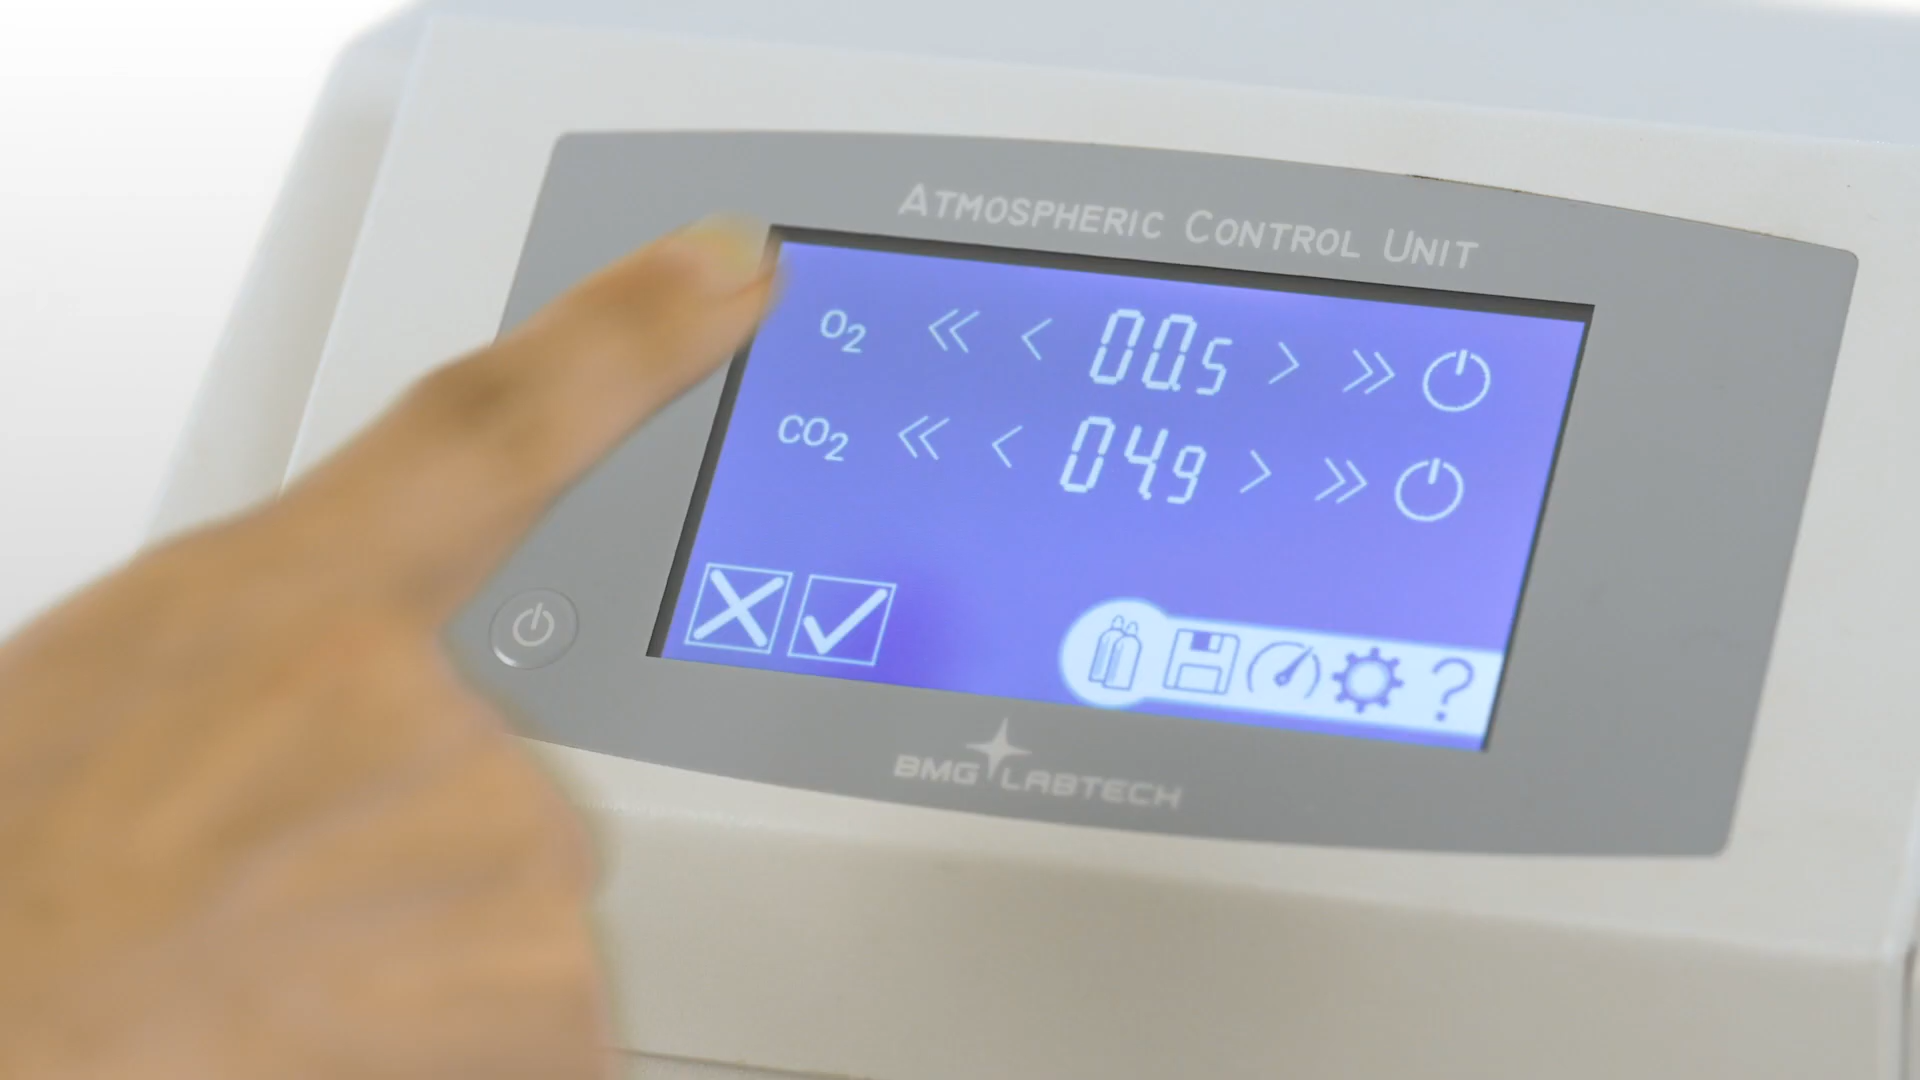 ATMOSPHERIC CONTROL UNIT
O2 << < 00.5 > >>
CO2 << < 04.9 > >>
?
BMG LABTECH